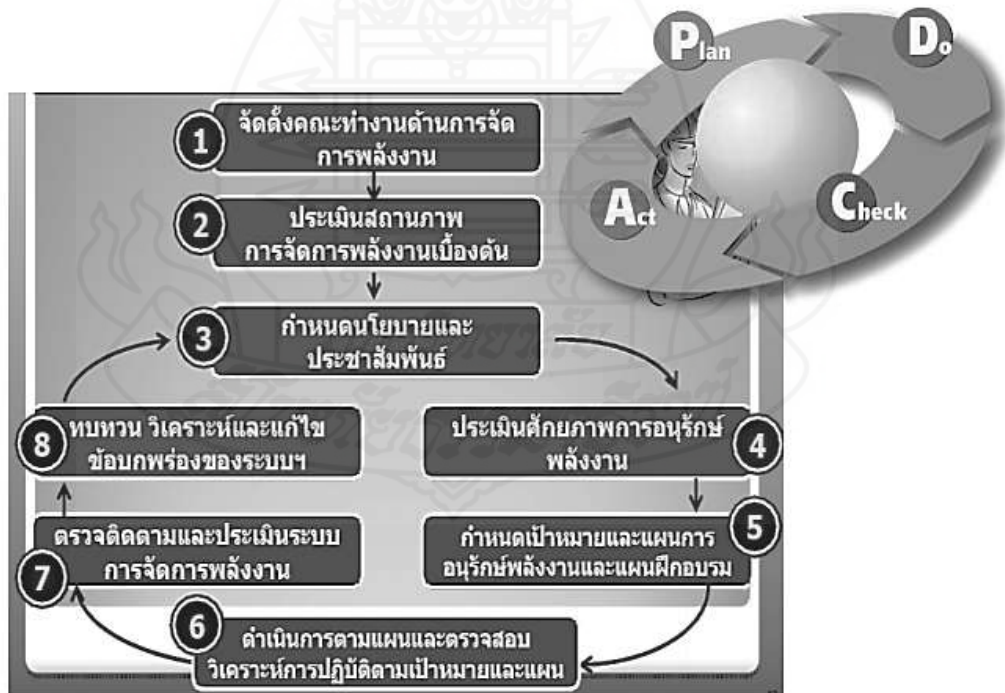 Plan
Do
Act
Check
1
จัดตั้งคณะทำงานด้านการจัด
การพลังงาน
2
ประเมินสถานภาพ
การจัดการพลังงานเบื้องต้น
3
กำหนดนโยบายและ
ประชาสัมพันธ์
8
ทบทวน วิเคราะห์และแก้ไข
ข้อบกพร่องของระบบฯ
ประเมินศักยภาพการอนุรักษ์
พลังงาน
4
ตรวจติดตามและประเมินระบบ
การจัดการพลังงาน
7
กำหนดเป้าหมายและแผนการ
อนุรักษ์พลังงานและแผนฝึกอบรม
5
6
ดำเนินการตามแผนและตรวจสอบ
วิเคราะห์การปฏิบัติตามเป้าหมายและแผน